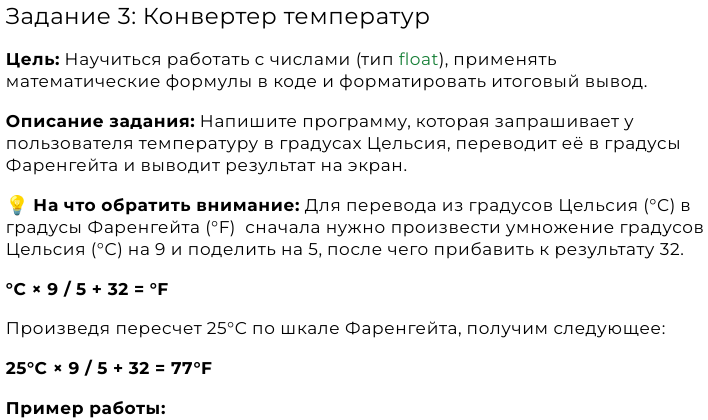 Задание 3: Конвертер температур
Цель: Научиться работать с числами (тип float), применять
математические формулы в коде и форматировать итоговый вывод.
Описание задания: Напишите программу, которая запрашивает у
пользователя температуру в градусах Цельсия, переводит её в градусы
Фаренгейта и выводит результат на экран.
💡 На что обратить внимание: Для перевода из градусов Цельсия (°C) в
градусы Фаренгейта (°F)  сначала нужно произвести умножение градусов
Цельсия (°C) на 9 и поделить на 5, после чего прибавить к результату 32.
°C × 9 / 5 + 32 = °F
Произведя пересчет 25°C по шкале Фаренгейта, получим следующее:
25°C × 9 / 5 + 32 = 77°F
Пример работы: